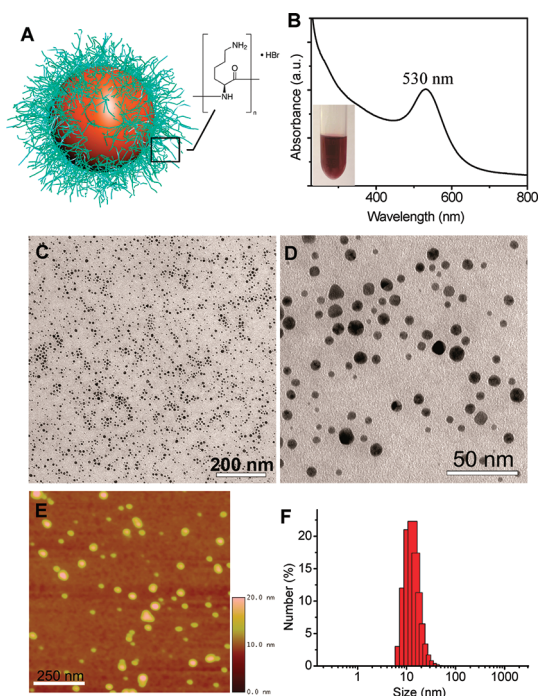 A
NH2
• HBr
O
NH
n
B
Absorbance (a.u.)
530 nm
400 600 800
Wavelength (nm)
C
200 nm
D
50 nm
E
20.0 nm
10.0 nm
0.0 nm
250 nm
F
Number (%)
20
15
10
5
0
1 10 100 1000
Size (nm)